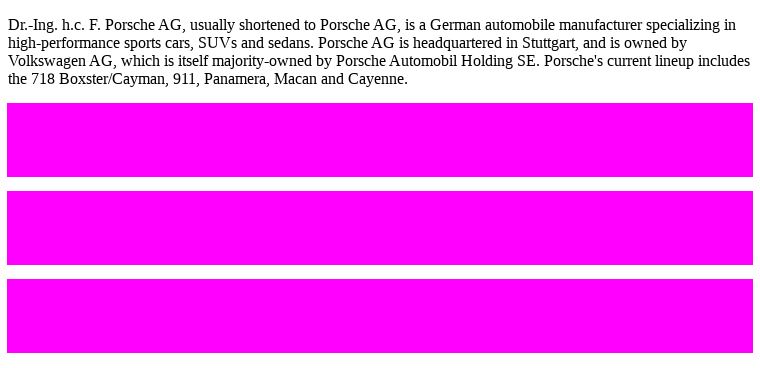 Dr.-Ing. h.c. F. Porsche AG, usually shortened to Porsche AG, is a German automobile manufacturer specializing in
high-performance sports cars, SUVs and sedans. Porsche AG is headquartered in Stuttgart, and is owned by
Volkswagen AG, which is itself majority-owned by Porsche Automobil Holding SE. Porsche's current lineup includes
the 718 Boxster/Cayman, 911, Panamera, Macan and Cayenne.